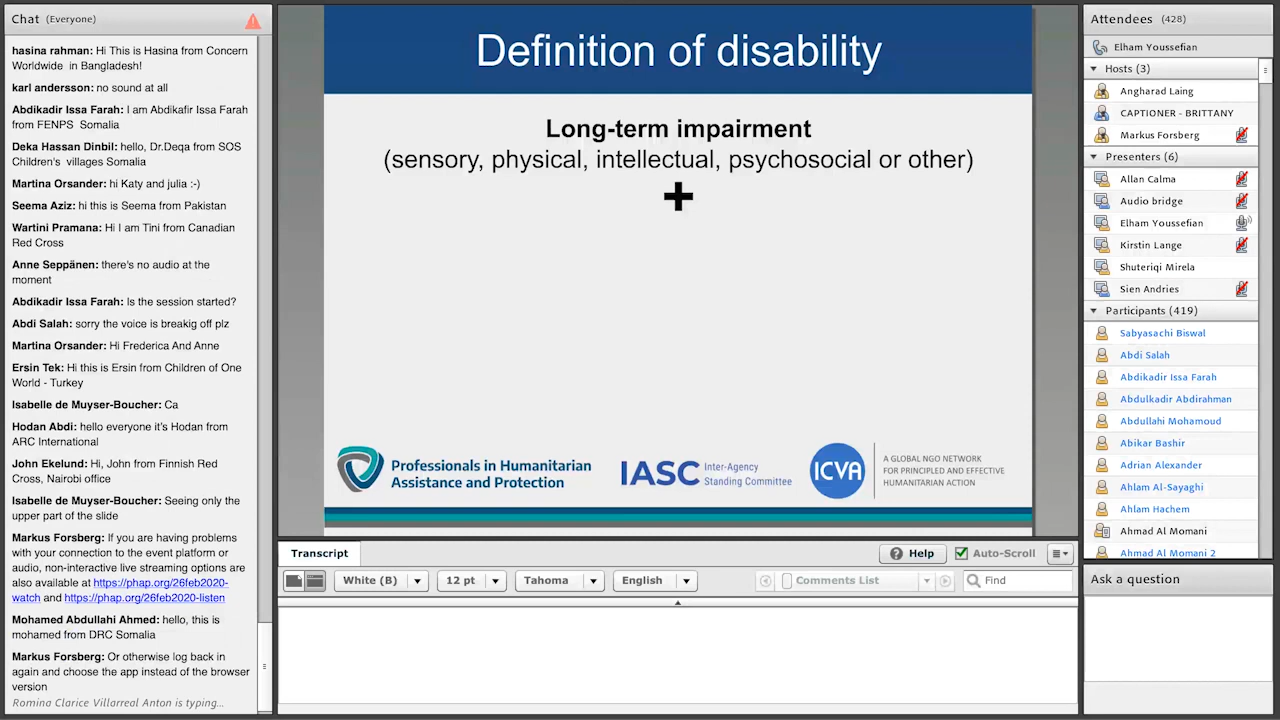 Chat (Everyone)
hasina rahman: Hi This is Hasina from Concern
Worldwide in Bangladesh!
karl andersson: no sound at all
Abdikadir Issa Farah: I am Abdikafir Issa Farah
from FENPS Somalia
Deka Hassan Dinbil: hello, Dr.Deqa from SOS
Children's villages Somalia
Martina Orsander: hi Katy and julia :-)
Seema Aziz: hi this is Seema from Pakistan
Wartini Pramana: Hi I am Tini from Canadian
Red Cross
Anne Seppänen: there's no audio at the
moment
Abdikadir Issa Farah: Is the session started?
Abdi Salah: sorry the voice is breakig off plz
Martina Orsander: Hi Frederica And Anne
Ersin Tek: Hi this is Ersin from Children of One
World - Turkey
Isabelle de Muyser-Boucher: Ca
Hodan Abdi: hello everyone it's Hodan from
ARC International
John Ekelund: Hi, John from Finnish Red
Cross, Nairobi office
Isabelle de Muyser-Boucher: Seeing only the
upper part of the slide
Markus Forsberg: If you are having problems
with your connection to the event platform or
audio, non-interactive live streaming options are
also available at https://phap.org/26feb2020-
watch and https://phap.org/26feb2020-listen
Mohamed Abdullahi Ahmed: hello, this is
mohamed from DRC Somalia
Markus Forsberg: Or otherwise log back in
again and choose the app instead of the browser
version
Romina Clarice Villarreal Anton is typing...
Definition of disability
Long-term impairment
(sensory, physical, intellectual, psychosocial or other)
+
Professionals in Humanitarian
Assistance and Protection
IASC Inter-Agency
Standing Committee
ICVA
A GLOBAL NGO NETWORK
FOR PRINCIPLED AND EFFECTIVE
HUMANITARIAN ACTION
Transcript
Help
Auto-Scroll
White (B)
12 pt
Tahoma
English
Comments List
Find
Attendees (428)
Elham Youssefian
Hosts (3)
Angharad Laing
CAPTIONER - BRITTANY
Markus Forsberg
Presenters (6)
Allan Calma
Audio bridge
Elham Youssefian
Kirstin Lange
Shuteriqi Mirela
Sien Andries
Participants (419)
Sabyasachi Biswal
Abdi Salah
Abdikadir Issa Farah
Abdulkadir Abdirahman
Abdullahi Mohamoud
Abikar Bashir
Adrian Alexander
Ahlam Al-Sayaghi
Ahlam Hachem
Ahmad Al Momani
Ahmad Al Momani 2
Ask a question